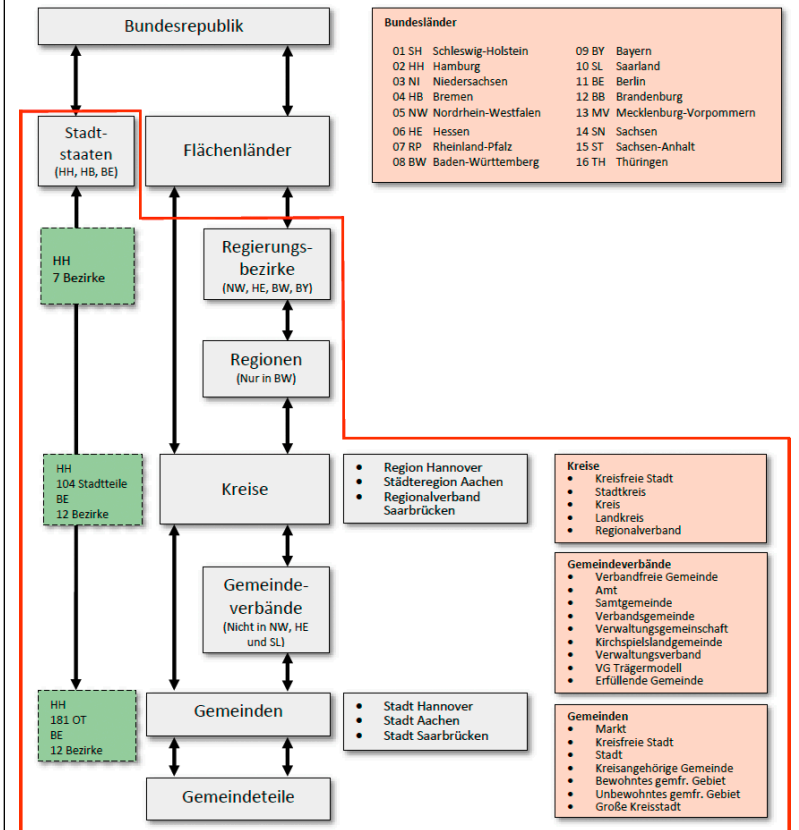 Bundesrepublik
Bundesländer
01 SH Schleswig-Holstein
02 HH Hamburg
03 NI Niedersachsen
04 HB Bremen
05 NW Nordrhein-Westfalen
06 HE Hessen
07 RP Rheinland-Pfalz
08 BW Baden-Württemberg
09 BY Bayern
10 SL Saarland
11 BE Berlin
12 BB Brandenburg
13 MV Mecklenburg-Vorpommern
14 SN Sachsen
15 ST Sachsen-Anhalt
16 TH Thüringen
Stadt-
staaten
(HH, HB, BE)
Flächenländer
HH
7 Bezirke
Regierungs-
bezirke
(NW, HE, BW, BY)
Regionen
(Nur in BW)
HH
104 Stadtteile
BE
12 Bezirke
Kreise
• Region Hannover
• Städteregion Aachen
• Regionalverband
Saarbrücken
Kreise
• Kreisfreie Stadt
• Stadtkreis
• Kreis
• Landkreis
• Regionalverband
Gemeinde-
verbände
(Nicht in NW, HE
und SL)
Gemeindeverbände
• Verbandfreie Gemeinde
• Amt
• Samtgemeinde
• Verbandsgemeinde
• Verwaltungsgemeinschaft
• Kirchspielslandgemeinde
• Verwaltungsverband
• VG Trägermodell
• Erfüllende Gemeinde
HH
181 OT
BE
12 Bezirke
Gemeinden
• Stadt Hannover
• Stadt Aachen
• Stadt Saarbrücken
Gemeinden
• Markt
• Kreisfreie Stadt
• Stadt
• Kreisangehörige Gemeinde
• Bewohntes gemfr. Gebiet
• Unbewohntes gemfr. Gebiet
• Große Kreisstadt
Gemeindeteile